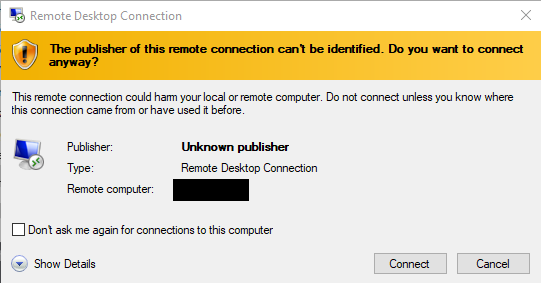 Remote Desktop Connection
The publisher of this remote connection can't be identified. Do you want to connect
anyway?
This remote connection could harm your local or remote computer. Do not connect unless you know where
this connection came from or have used it before.
Publisher: Unknown publisher
Type: Remote Desktop Connection
Remote computer:
Don't ask me again for connections to this computer
Show Details Connect Cancel